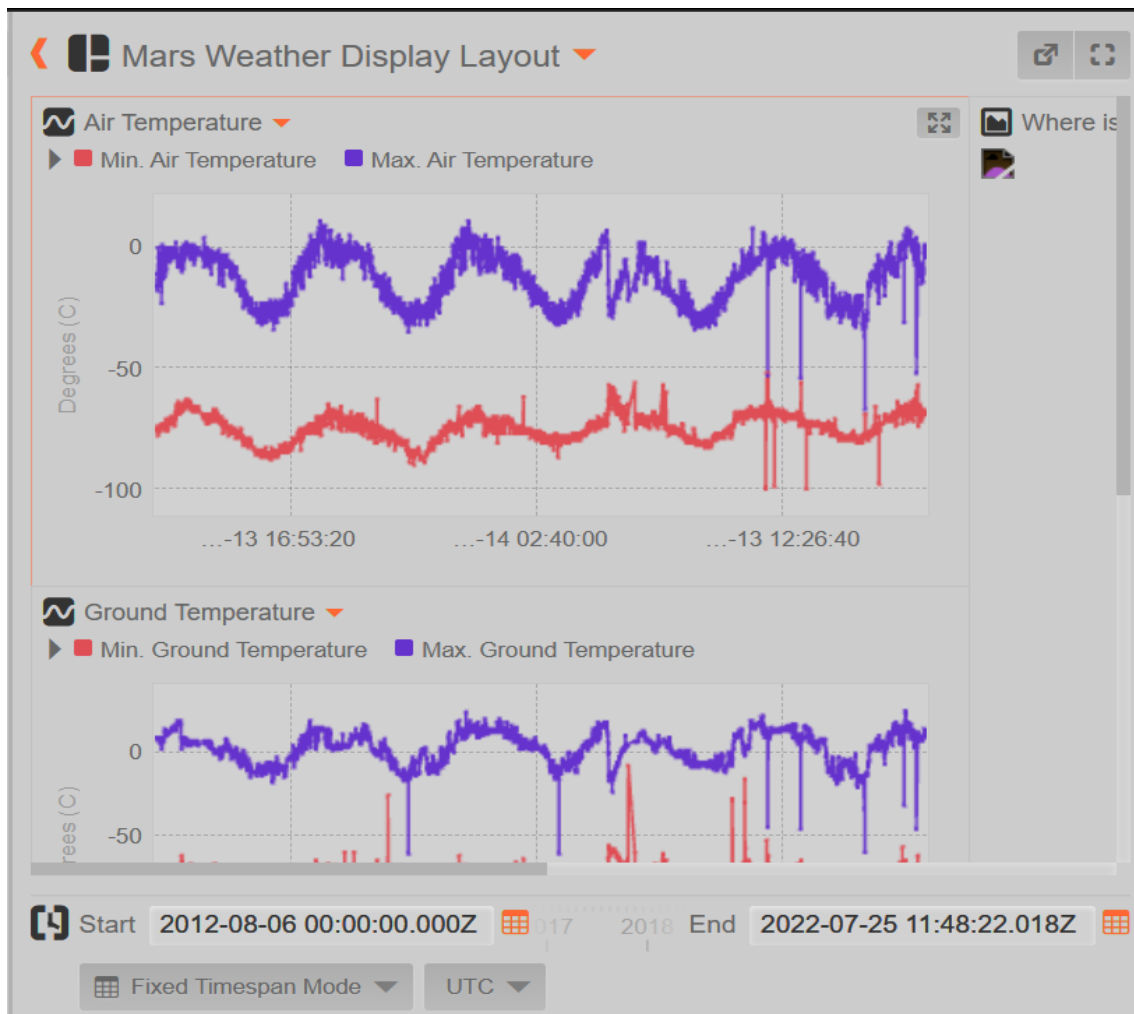 Mars Weather Display Layout
Air Temperature
Where is
Min. Air Temperature Max. Air Temperature
0
-50
-100
Degrees (C)
...-13 16:53:20 ...-14 02:40:00 ...-13 12:26:40
Ground Temperature
Min. Ground Temperature Max. Ground Temperature
0
-50
rees (C)
Start 2012-08-06 00:00:00.000Z 017 2018 End 2022-07-25 11:48:22.018Z
Fixed Timespan Mode UTC